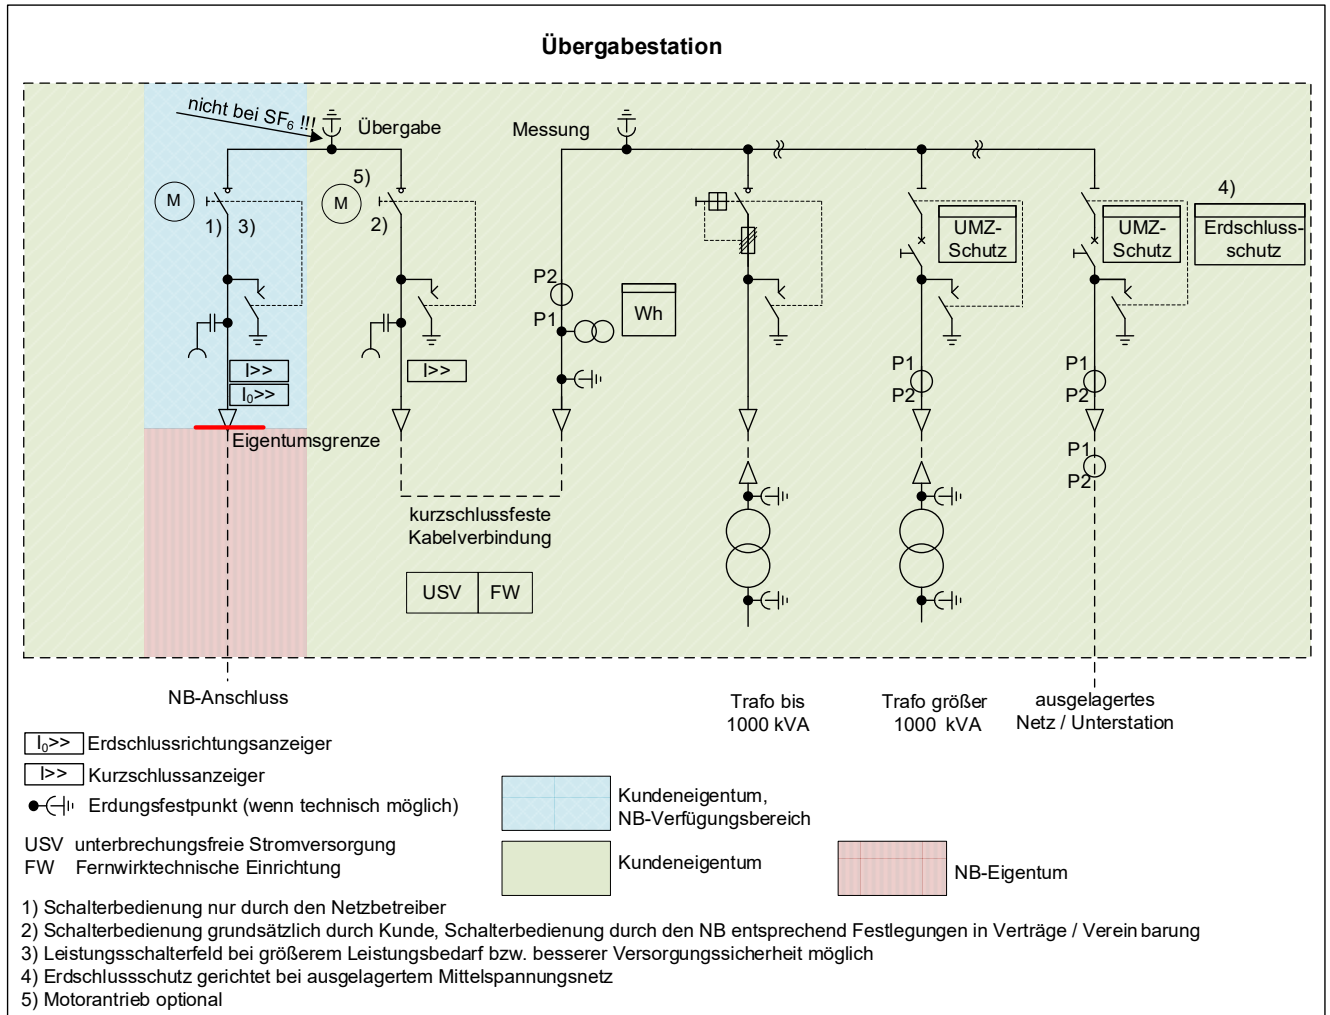 Übergabestation
nicht bei SF₆ !!!
Übergabe
Messung
M
1)
3)
5)
M
2)
4)
UMZ-
Schutz
UMZ-
Schutz
Erdschluss-
schutz
P2
P1
Wh
I>>
I₀>>
I>>
P1
P2
P1
P2
P1
P2
Eigentumsgrenze
kurzschlussfeste
Kabelverbindung
USV
FW
NB-Anschluss
Trafo bis
1000 kVA
Trafo größer
1000 kVA
ausgelagertes
Netz / Unterstation
I₀>> Erdschlussrichtungsanzeiger
I>> Kurzschlussanzeiger
Erdungsfestpunkt (wenn technisch möglich)
USV unterbrechungsfreie Stromversorgung
FW Fernwirktechnische Einrichtung
Kundeneigentum,
NB-Verfügungsbereich
Kundeneigentum
NB-Eigentum
1) Schalterbedienung nur durch den Netzbetreiber
2) Schalterbedienung grundsätzlich durch Kunde, Schalterbedienung durch den NB entsprechend Festlegungen in Verträge / Verein barung
3) Leistungsschalterfeld bei größerem Leistungsbedarf bzw. besserer Versorgungssicherheit möglich
4) Erdschlussschutz gerichtet bei ausgelagertem Mittelspannungsnetz
5) Motorantrieb optional